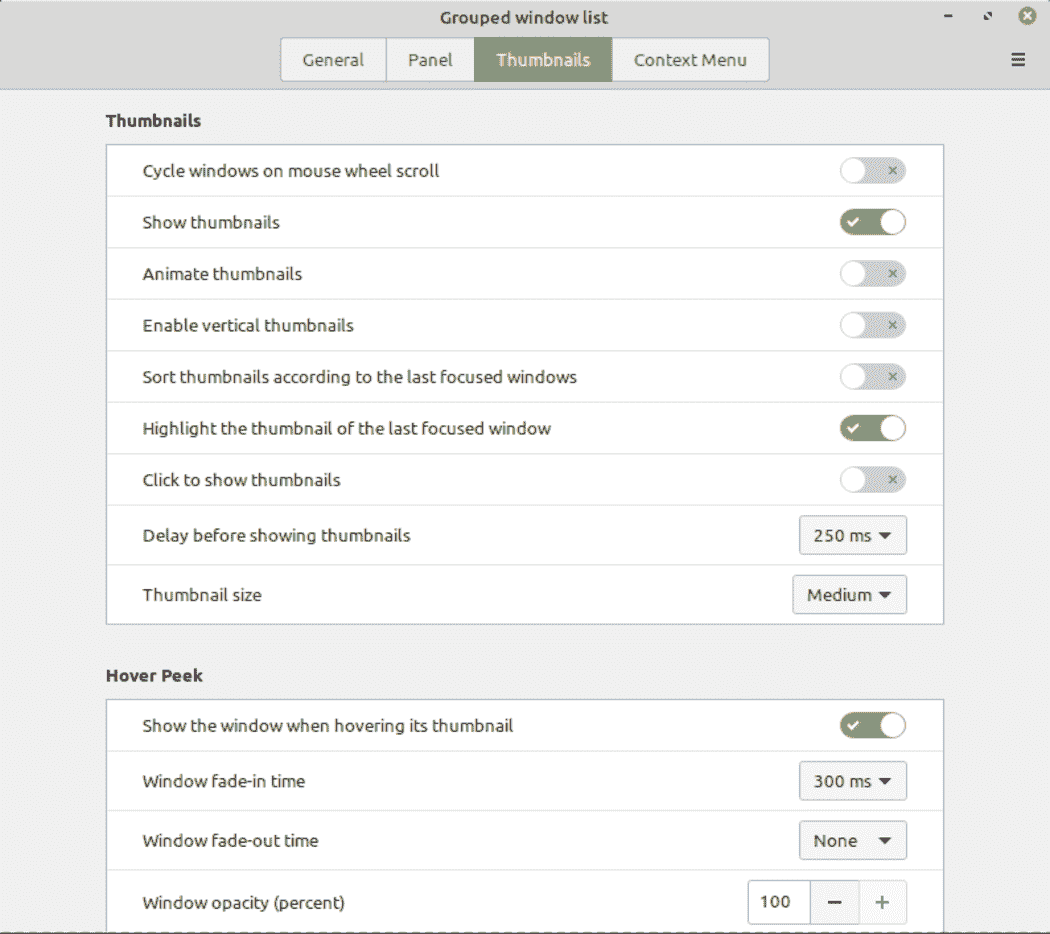 Grouped window list
General Panel Thumbnails Context Menu
Thumbnails
Cycle windows on mouse wheel scroll
Show thumbnails
Animate thumbnails
Enable vertical thumbnails
Sort thumbnails according to the last focused windows
Highlight the thumbnail of the last focused window
Click to show thumbnails
Delay before showing thumbnails 250 ms
Thumbnail size Medium
Hover Peek
Show the window when hovering its thumbnail
Window fade-in time 300 ms
Window fade-out time None
Window opacity (percent) 100 − +